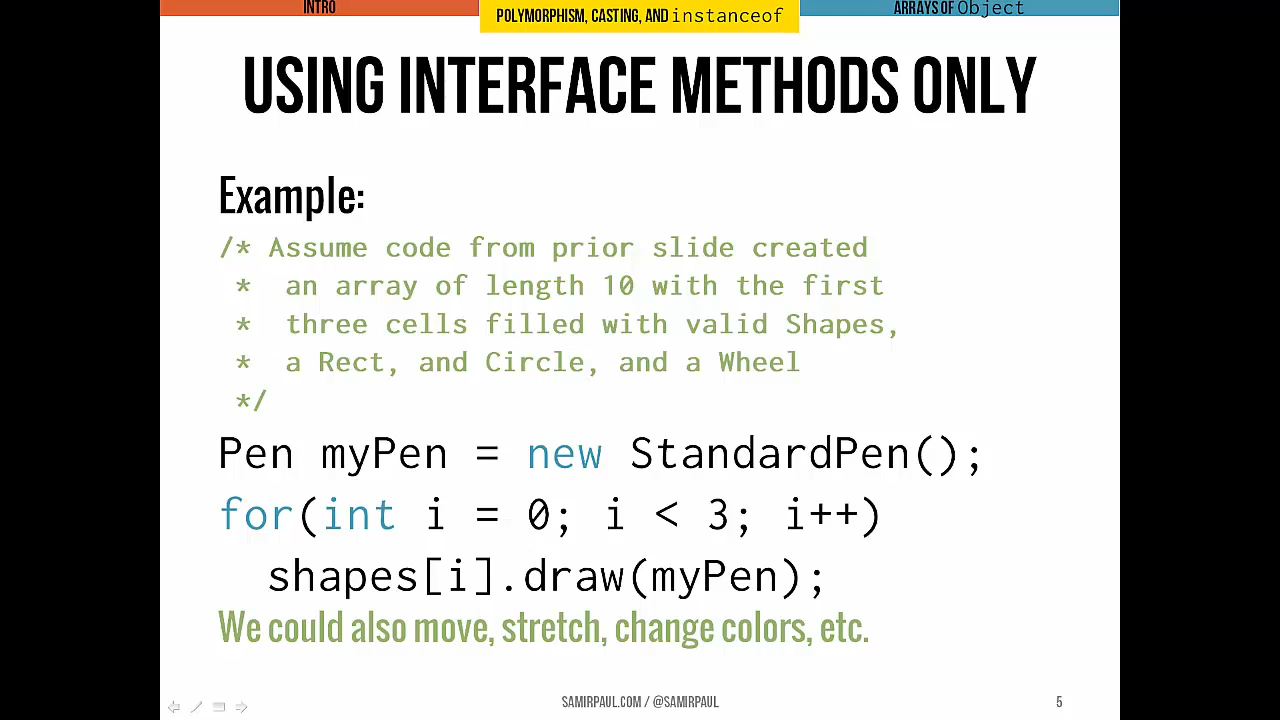 INTRO
POLYMORPHISM, CASTING, AND instanceof
ARRAYS OF Object
USING INTERFACE METHODS ONLY
Example:
/* Assume code from prior slide created
* an array of length 10 with the first
* three cells filled with valid Shapes,
* a Rect, and Circle, and a Wheel
*/
Pen myPen = new StandardPen();
for(int i = 0; i < 3; i++)
shapes[i].draw(myPen);
We could also move, stretch, change colors, etc.
SAMIRPAUL.COM / @SAMIRPAUL
5